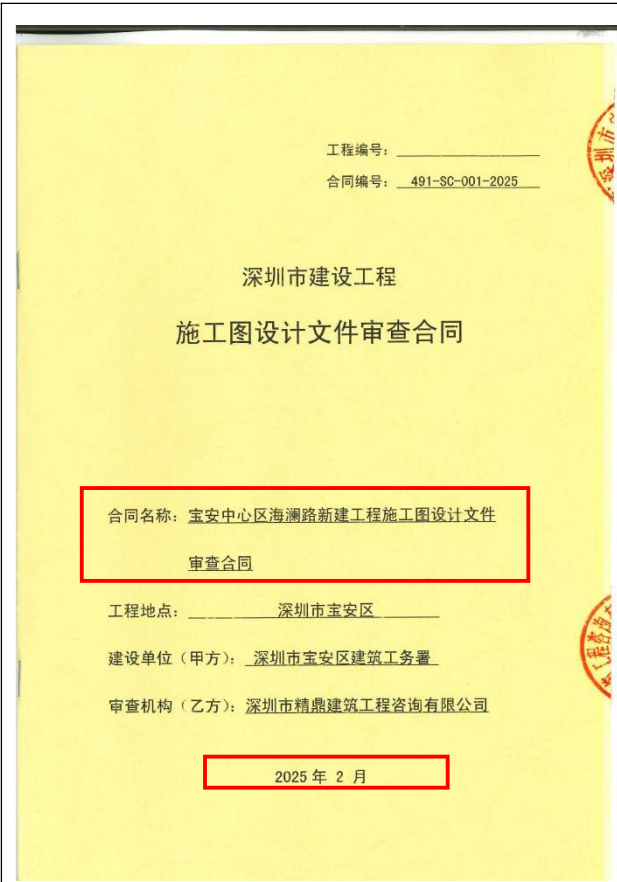 工程编号：
合同编号： 491-SC-001-2025
深圳市建设工程
施工图设计文件审查合同
合同名称：宝安中心区海澜路新建工程施工图设计文件
审查合同
工程地点： 深圳市宝安区
建设单位（甲方）：深圳市宝安区建筑工务署
审查机构（乙方）：深圳市精鼎建筑工程咨询有限公司
2025 年 2 月